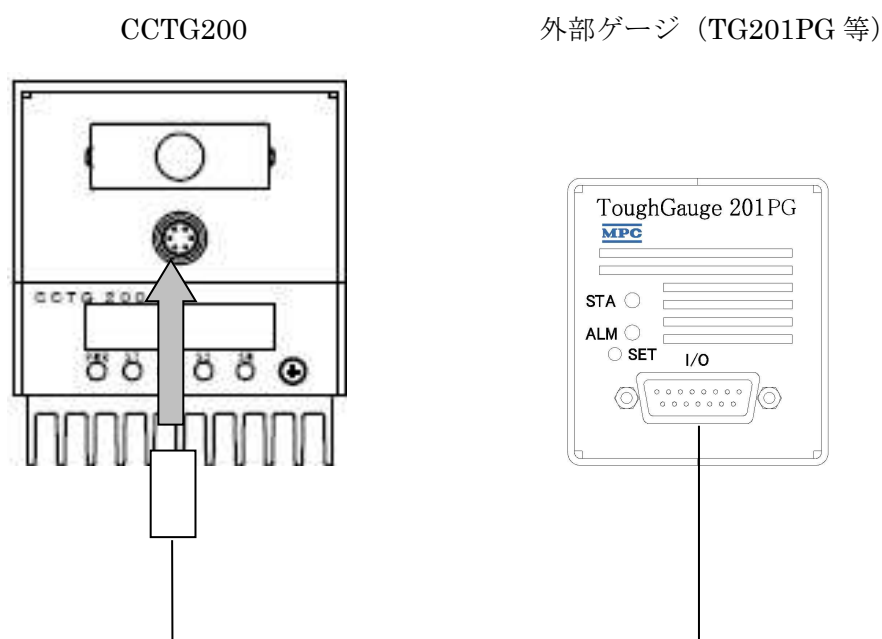 CCTG200
外部ゲージ（TG201PG 等）
ToughGauge 201PG
MPC
CCTG 200
STA
ALM
SET
I/O